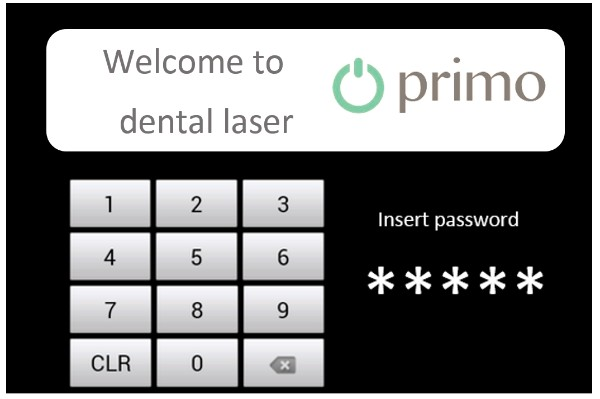 Welcome to
dental laser
primo
1 2 3
Insert password
4 5 6
*****
7 8 9
CLR 0